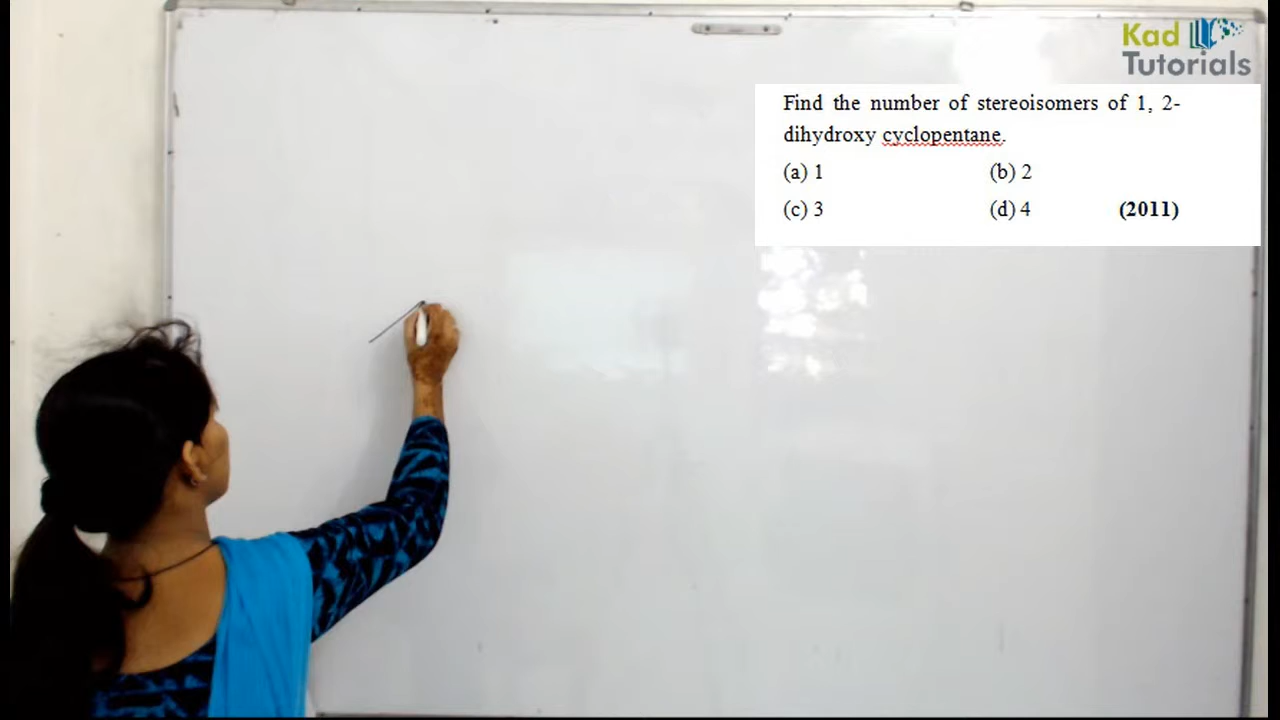 Kad
Tutorials
Find the number of stereoisomers of 1, 2-
dihydroxy cyclopentane.
(a) 1 (b) 2
(c) 3 (d) 4 (2011)